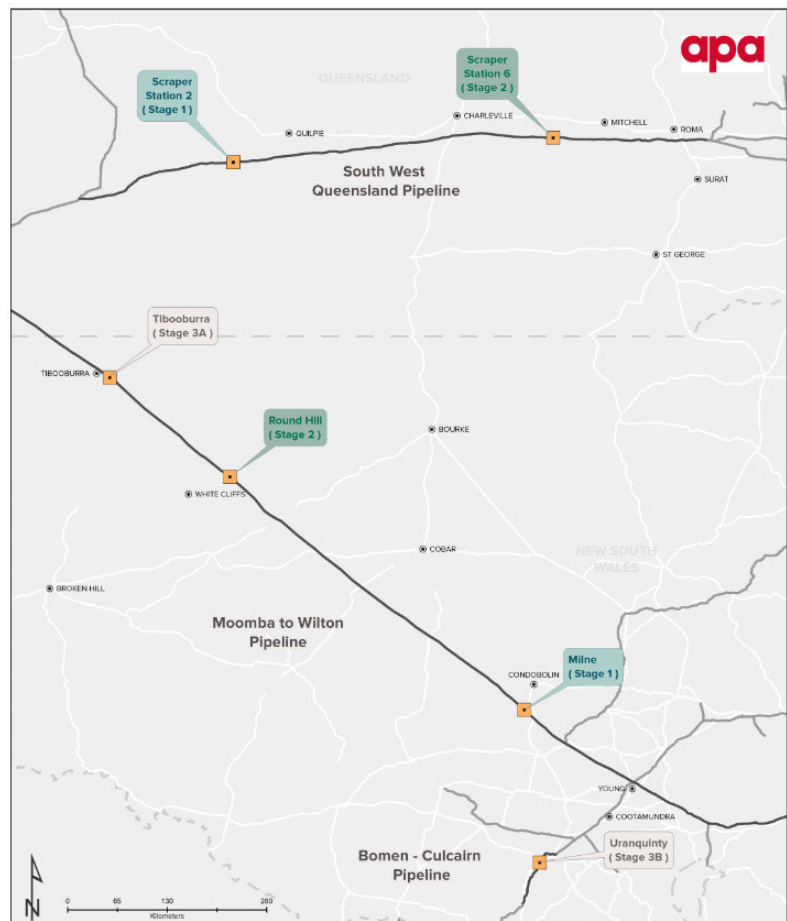 apa
QUEENSLAND
Scraper
Station 2
( Stage 1 )
Scraper
Station 6
( Stage 2 )
QUILPIE
CHARLEVILLE
MITCHELL
ROMA
South West
Queensland Pipeline
SURAT
ST GEORGE
Tibooburra
( Stage 3A )
TIBOOBURRA
Round Hill
( Stage 2 )
BOURKE
WHITE CLIFFS
COBAR
NEW SOUTH
WALES
BROKEN HILL
Moomba to Wilton
Pipeline
Milne
( Stage 1 )
CONDOBOLIN
YOUNG
COOTAMUNDRA
Bomen - Culcairn
Pipeline
Uranquinty
( Stage 3B )
N
0 65 130 260
Kilometers